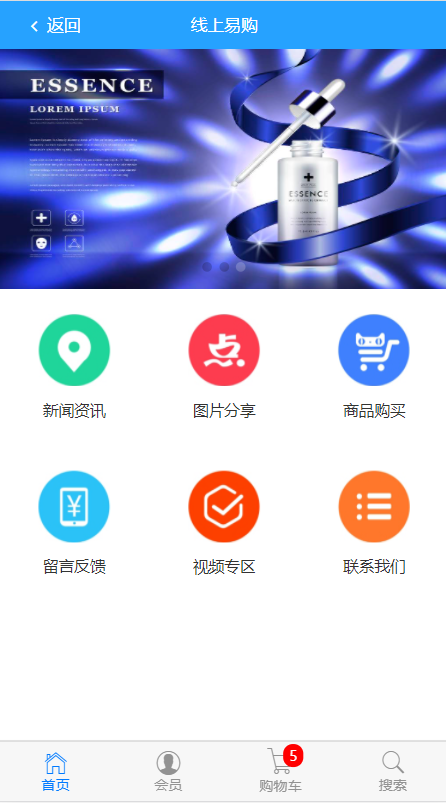 返回
线上易购
ESSENCE
LOREM IPSUM
ESSENCE
新闻资讯
图片分享
商品购买
留言反馈
视频专区
联系我们
5
首页
会员
购物车
搜索